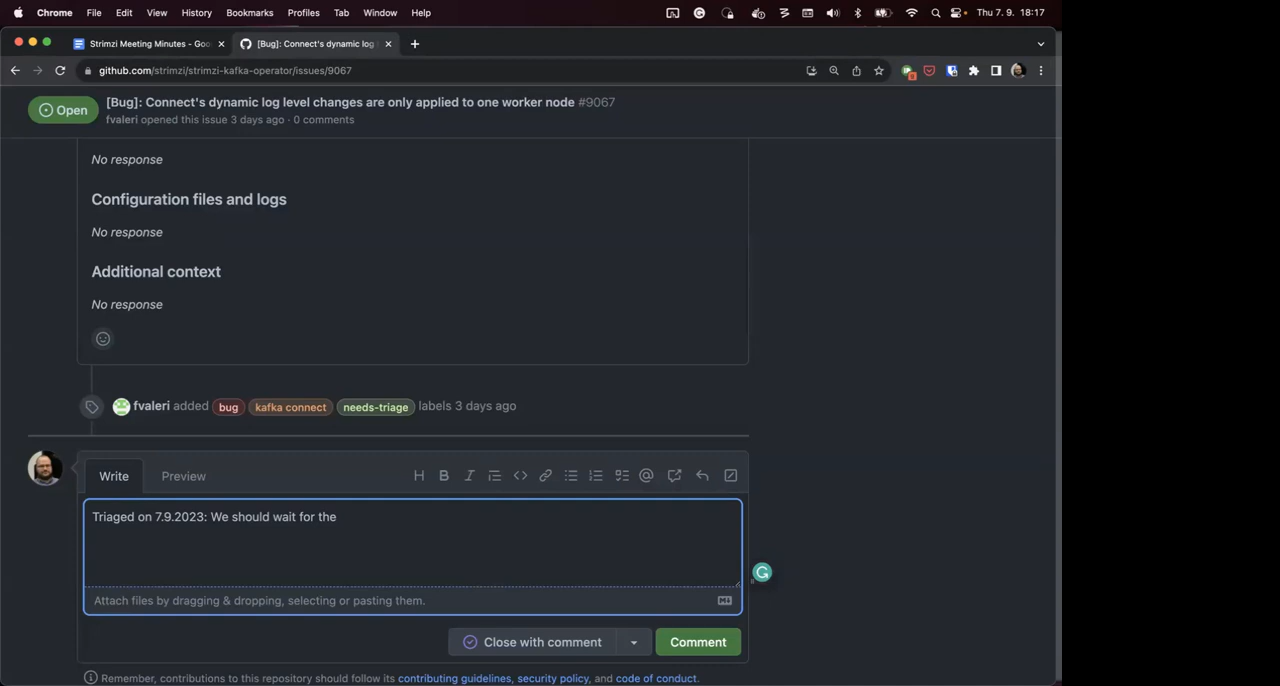 Chrome File Edit View History Bookmarks Profiles Tab Window Help Thu 7. 9. 18:17
Strimzi Meeting Minutes - Goo
[Bug]: Connect's dynamic log
github.com/strimzi/strimzi-kafka-operator/issues/9067
Open
[Bug]: Connect's dynamic log level changes are only applied to one worker node #9067
fvaleri opened this issue 3 days ago · 0 comments
No response
Configuration files and logs
No response
Additional context
No response
fvaleri added bug kafka connect needs-triage labels 3 days ago
Write Preview
Triaged on 7.9.2023: We should wait for the
Attach files by dragging & dropping, selecting or pasting them.
Close with comment
Comment
Remember, contributions to this repository should follow its contributing guidelines, security policy, and code of conduct.